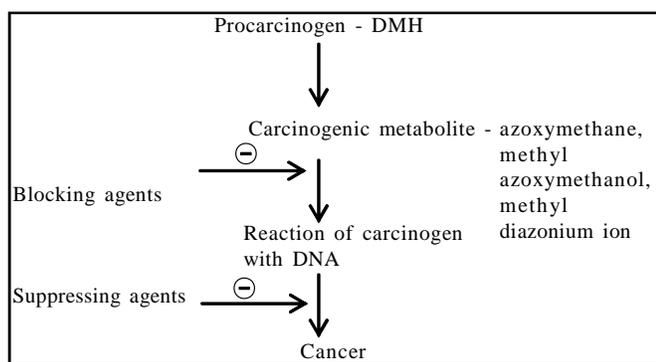 Procarcinogen - DMH
Carcinogenic metabolite - azoxymethane,
methyl
azoxymethanol,
methyl
diazonium ion
Blocking agents
Reaction of carcinogen
with DNA
Suppressing agents
Cancer